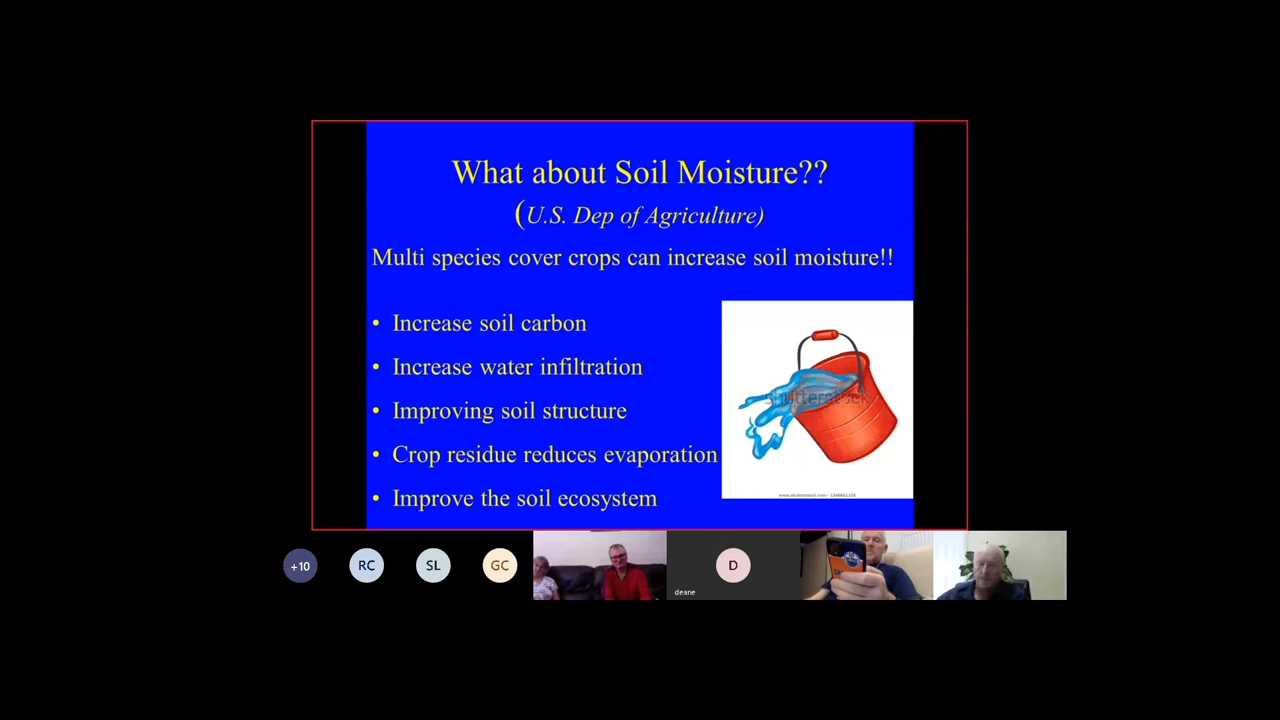 What about Soil Moisture??
(U.S. Dep of Agriculture)
Multi species cover crops can increase soil moisture!!
• Increase soil carbon
• Increase water infiltration
• Improving soil structure
• Crop residue reduces evaporation
• Improve the soil ecosystem
shutterstock
+10
RC
SL
GC
D
deane